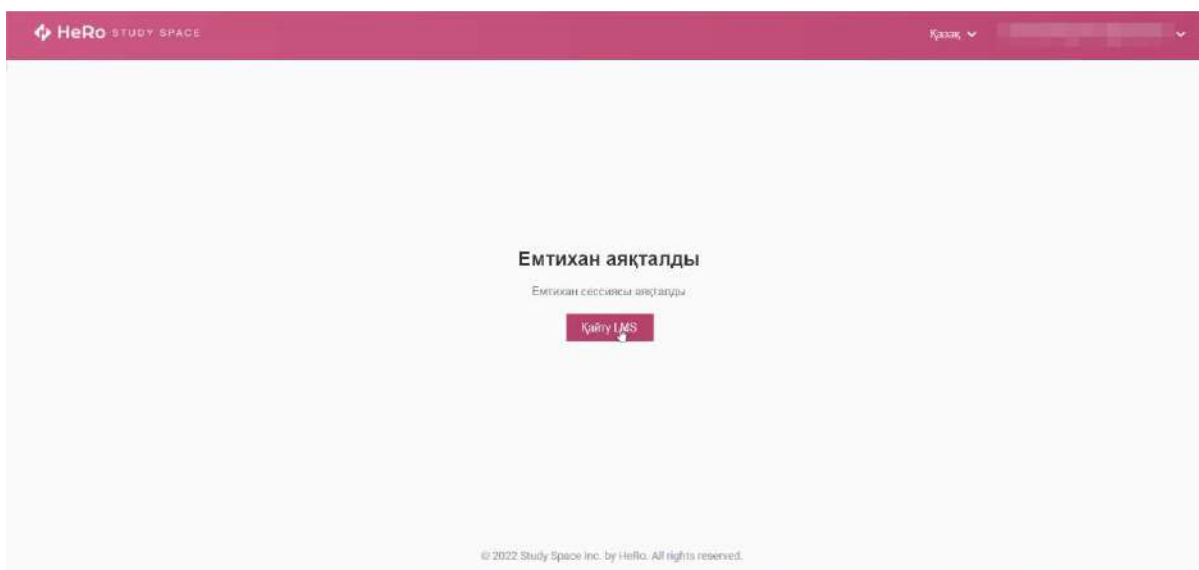 HeRo STUDY SPACE
Қазақ
Емтихан аяқталды
Емтихан сессиясы аяқталды
Қайту LMS
© 2022 Study Space Inc. by HeRo. All rights reserved.